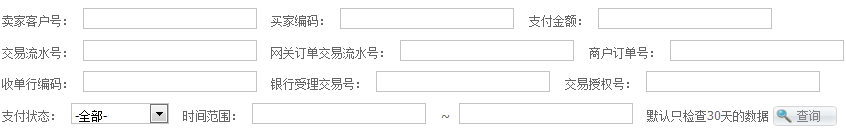 卖家客户号： 买家编码： 支付金额：
交易流水号： 网关订单交易流水号： 商户订单号：
收单行编码： 银行受理交易号： 交易授权号：
支付状态： -全部- 时间范围： ~ 默认只检查30天的数据 查询